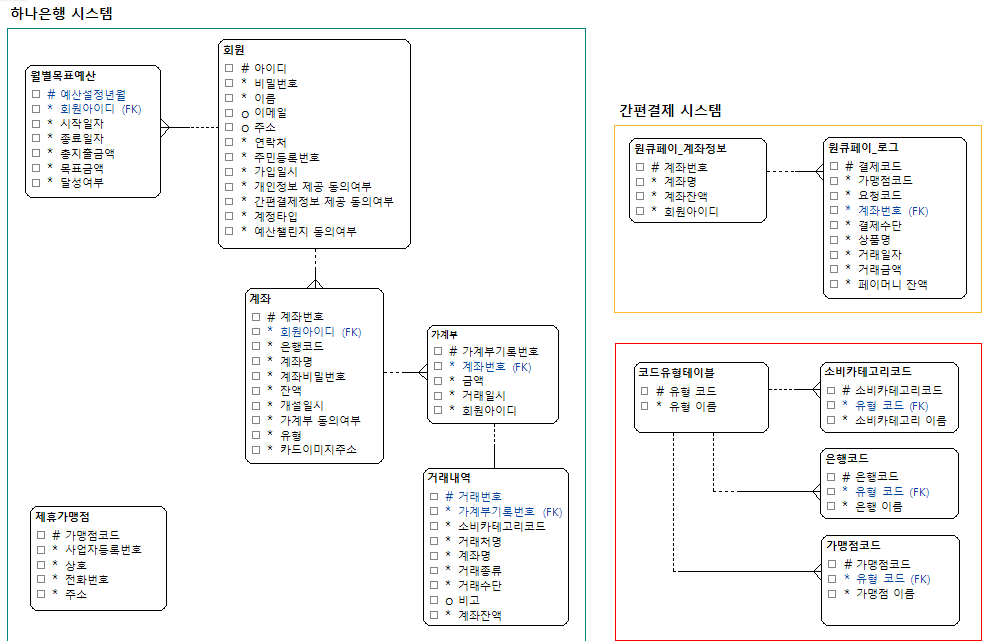 하나은행 시스템
월별목표예산
# 예산설정년월
* 회원아이디 (FK)
* 시작일자
* 종료일자
* 총지출금액
* 목표금액
* 달성여부
회원
# 아이디
* 비밀번호
* 이름
o 이메일
o 주소
* 연락처
* 주민등록번호
* 가입일시
* 개인정보 제공 동의여부
* 간편결제정보 제공 동의여부
* 계정타입
* 예산챌린지 동의여부
계좌
# 계좌번호
* 회원아이디 (FK)
* 은행코드
* 계좌명
* 계좌비밀번호
* 잔액
* 개설일시
* 가계부 동의여부
* 유형
* 카드이미지주소
가계부
# 가계부기록번호
* 계좌번호 (FK)
* 금액
* 거래일시
* 회원아이디
거래내역
# 거래번호
* 가계부기록번호 (FK)
* 소비카테고리코드
* 거래처명
* 계좌명
* 거래종류
* 거래수단
o 비고
* 계좌잔액
제휴가맹점
# 가맹점코드
* 사업자등록번호
* 상호
* 전화번호
* 주소
간편결제 시스템
원큐페이_계좌정보
# 계좌번호
* 계좌명
* 계좌잔액
* 회원아이디
원큐페이_로그
# 결제코드
* 가맹점코드
* 요청코드
* 계좌번호 (FK)
* 결제수단
* 상품명
* 거래일자
* 거래금액
* 페이머니 잔액
코드유형테이블
# 유형 코드
* 유형 이름
소비카테고리코드
# 소비카테고리코드
* 유형 코드 (FK)
* 소비카테고리 이름
은행코드
# 은행코드
* 유형 코드 (FK)
* 은행 이름
가맹점코드
# 가맹점코드
* 유형 코드 (FK)
* 가맹점 이름